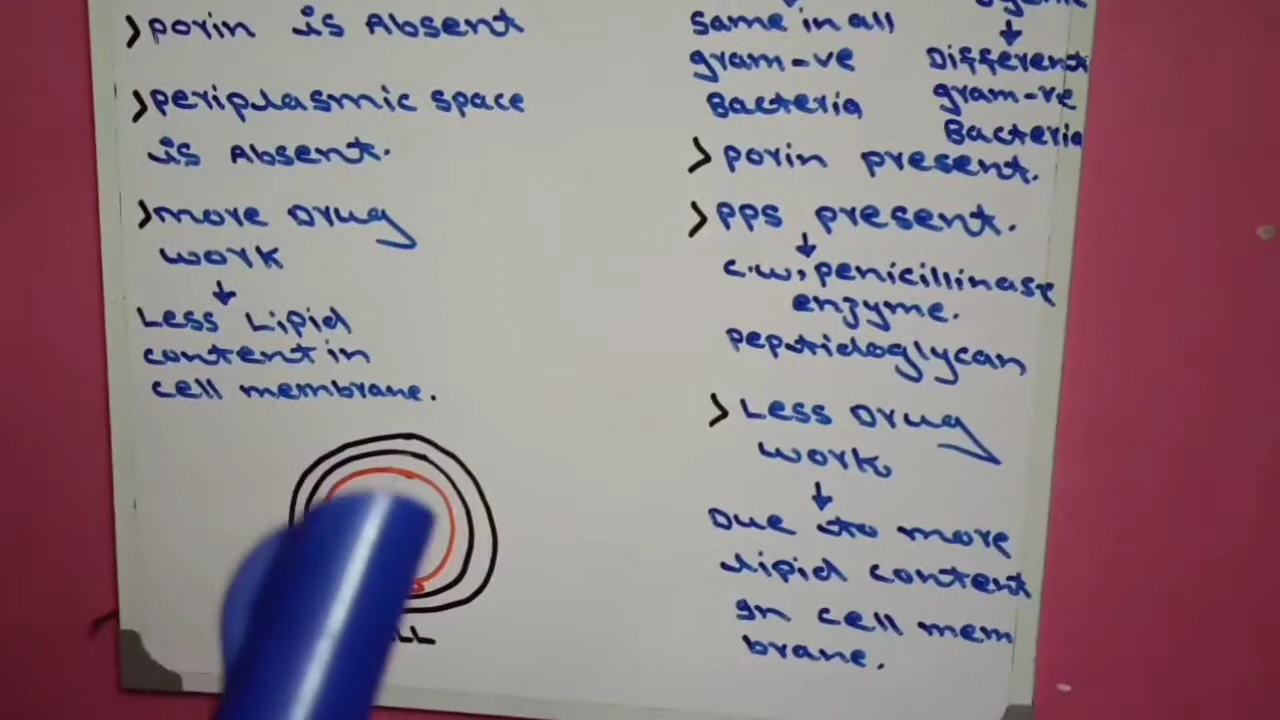 > porin is Absent
> periplasmic space
is Absent.
> more Drug
work
↓
Less Lipid
content in
cell membrane.
same in all
gram-ve
Bacteria
↓
Different
gram-ve
Bacteria
> porin present.
> PPS present.
↓
c.w, penicillinase
enzyme.
peptidoglycan
> Less Drug
work
↓
Due to more
lipid content
In cell mem
brane.